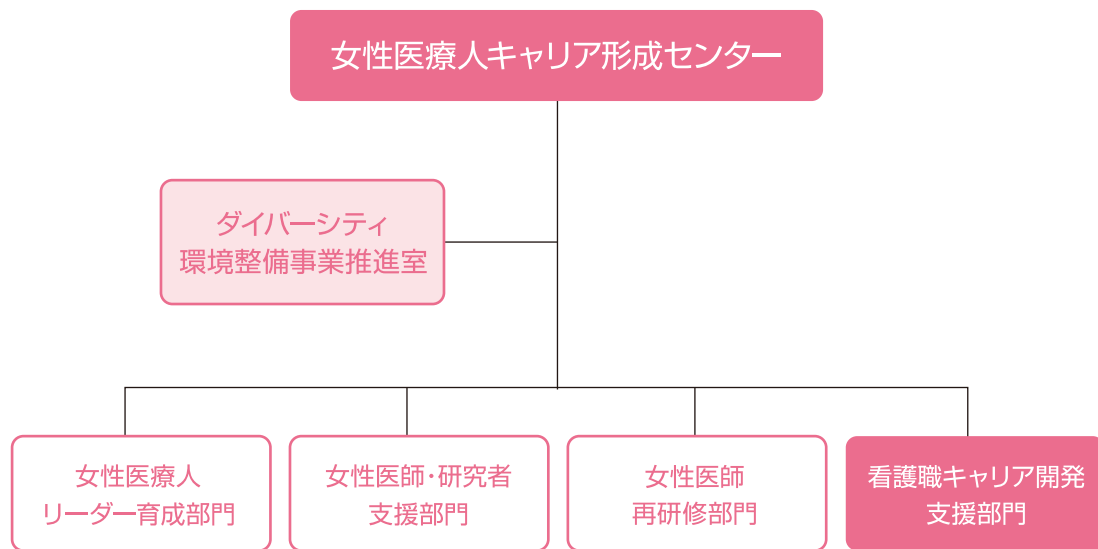 女性医療人キャリア形成センター
ダイバーシティ
環境整備事業推進室
女性医療人
リーダー育成部門
女性医師・研究者
支援部門
女性医師
再研修部門
看護職キャリア開発
支援部門